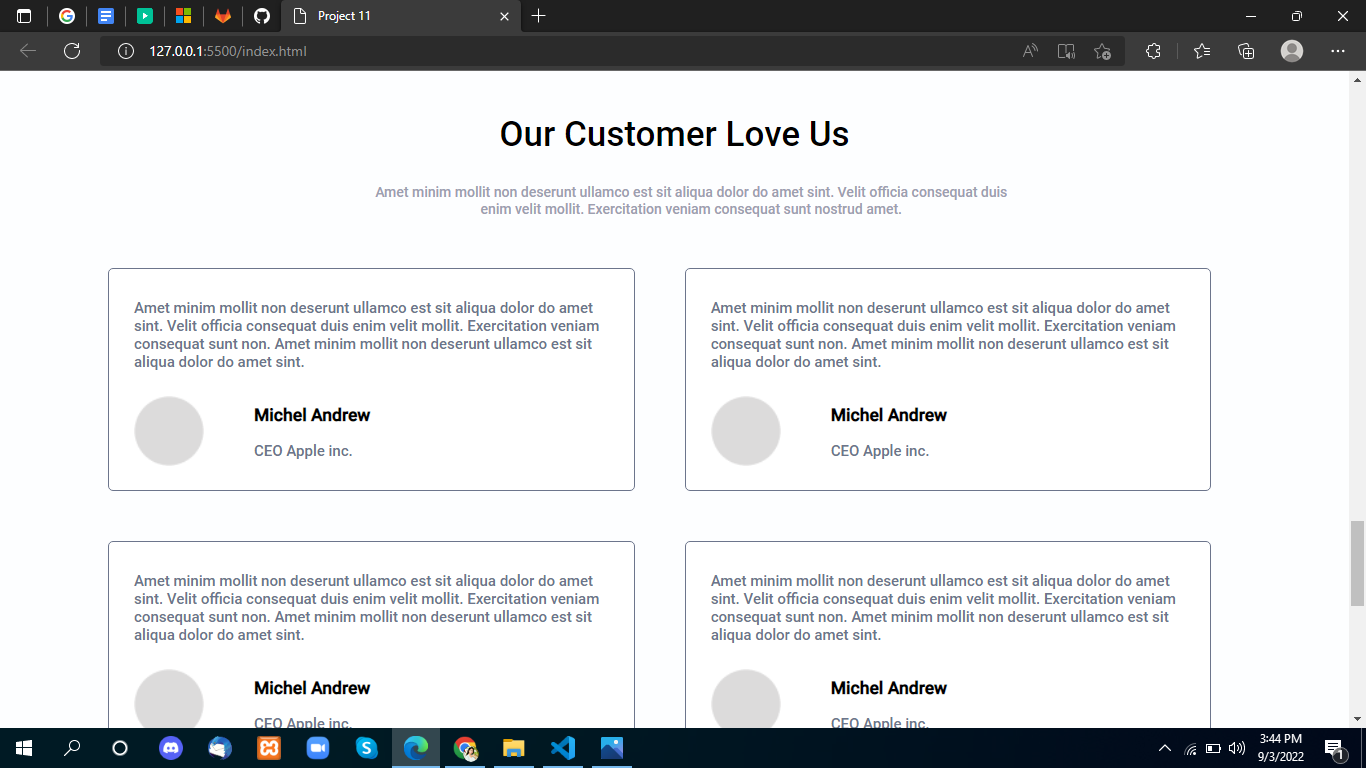 Project 11
127.0.0.1:5500/index.html
Our Customer Love Us
Amet minim mollit non deserunt ullamco est sit aliqua dolor do amet sint. Velit officia consequat duis
enim velit mollit. Exercitation veniam consequat sunt nostrud amet.
Amet minim mollit non deserunt ullamco est sit aliqua dolor do amet
sint. Velit officia consequat duis enim velit mollit. Exercitation veniam
consequat sunt non. Amet minim mollit non deserunt ullamco est sit
aliqua dolor do amet sint.
Michel Andrew
CEO Apple inc.
Amet minim mollit non deserunt ullamco est sit aliqua dolor do amet
sint. Velit officia consequat duis enim velit mollit. Exercitation veniam
consequat sunt non. Amet minim mollit non deserunt ullamco est sit
aliqua dolor do amet sint.
Michel Andrew
CEO Apple inc.
Amet minim mollit non deserunt ullamco est sit aliqua dolor do amet
sint. Velit officia consequat duis enim velit mollit. Exercitation veniam
consequat sunt non. Amet minim mollit non deserunt ullamco est sit
aliqua dolor do amet sint.
Michel Andrew
CEO Apple inc.
Amet minim mollit non deserunt ullamco est sit aliqua dolor do amet
sint. Velit officia consequat duis enim velit mollit. Exercitation veniam
consequat sunt non. Amet minim mollit non deserunt ullamco est sit
aliqua dolor do amet sint.
Michel Andrew
CEO Apple inc.
3:44 PM
9/3/2022
1